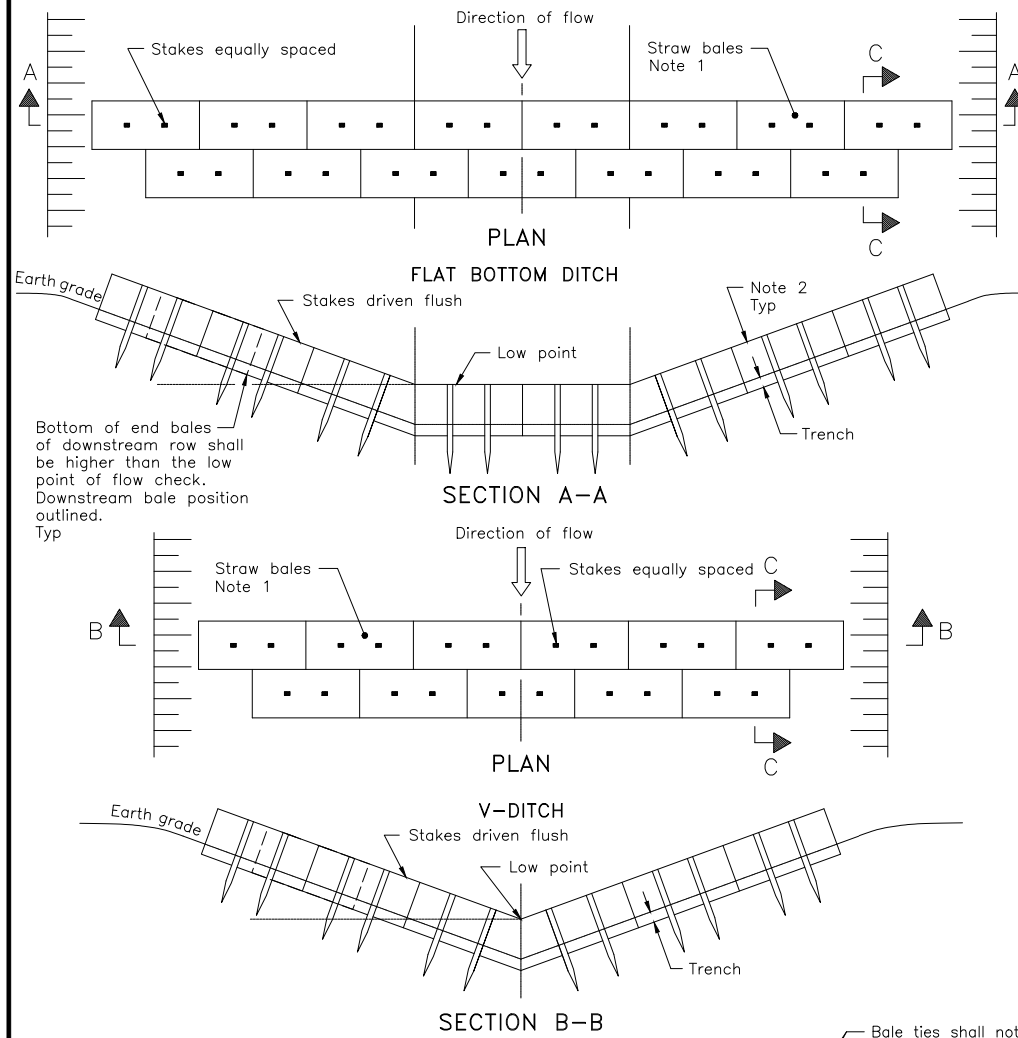 Direction of flow
Stakes equally spaced
Straw bales
Note 1
C
A
A
C
PLAN
FLAT BOTTOM DITCH
Earth grade
Stakes driven flush
Note 2
Typ
Low point
Bottom of end bales
of downstream row shall
be higher than the low
point of flow check.
Downstream bale position
outlined.
Typ
Trench
SECTION A-A
Direction of flow
Straw bales
Note 1
Stakes equally spaced
C
B
B
C
PLAN
V-DITCH
Earth grade
Stakes driven flush
Low point
Trench
SECTION B-B
Bale ties shall not